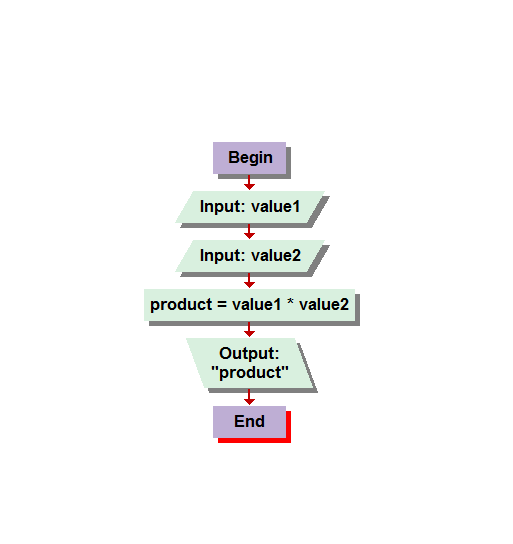 Begin
Input: value1
Input: value2
product = value1 * value2
Output:
"product"
End